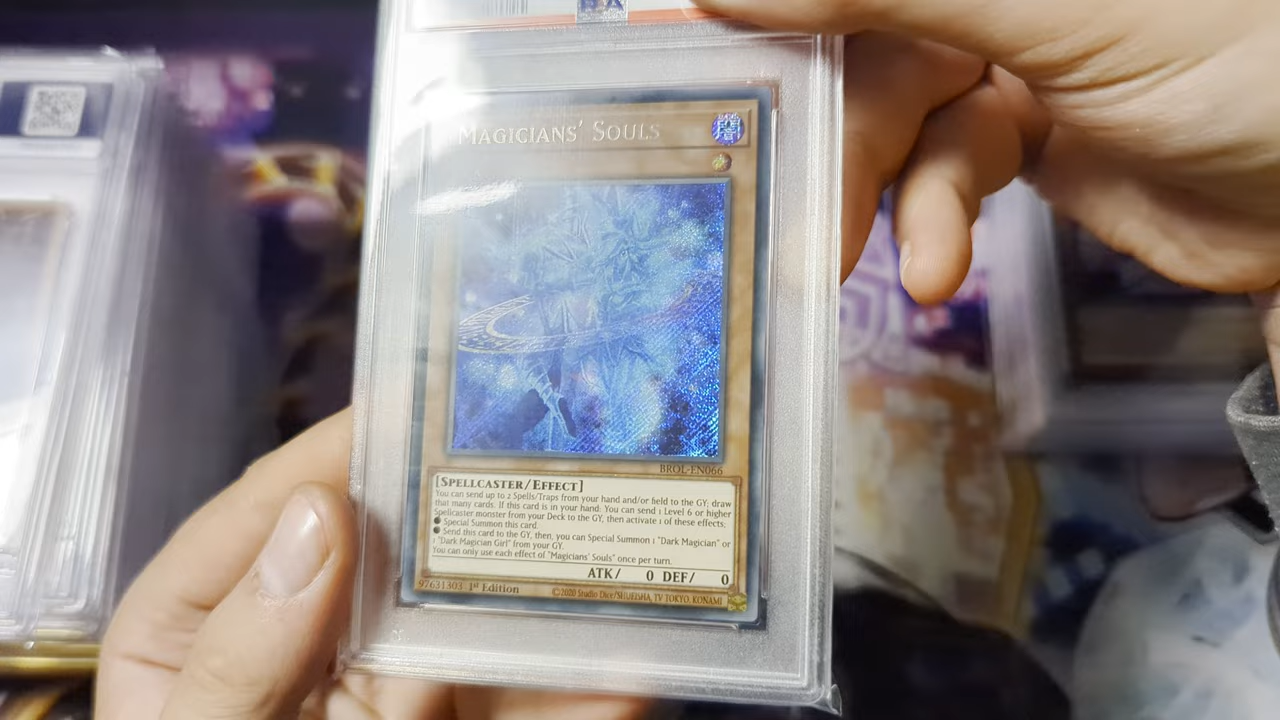 MAGICIANS' SOULS
闇
BROL-EN066
[SPELLCASTER/EFFECT]
You can send up to 2 Spells/Traps from your hand and/or field to the GY; draw
that many cards. If this card is in your hand: You can send 1 Level 6 or higher
Spellcaster monster from your Deck to the GY, then activate 1 of these effects;
● Special Summon this card.
● Send this card to the GY, then, you can Special Summon 1 "Dark Magician" or
1 "Dark Magician Girl" from your GY.
You can only use each effect of "Magicians' Souls" once per turn.
ATK/ 0 DEF/ 0
97631303 1st Edition ©2020 Studio Dice/SHUEISHA, TV TOKYO, KONAMI